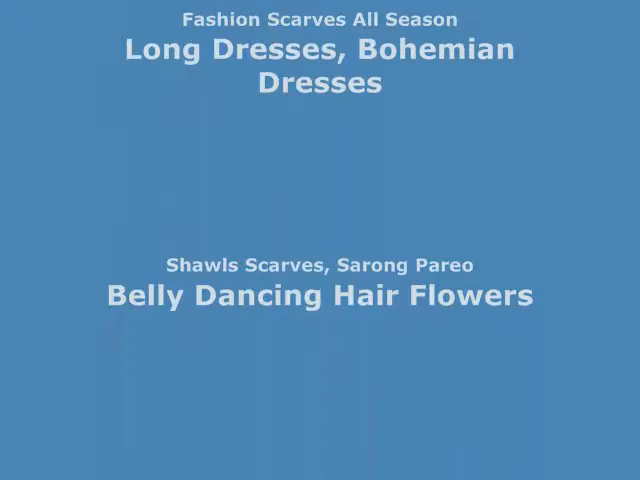 Fashion Scarves All Season
Long Dresses, Bohemian
Dresses
Shawls Scarves, Sarong Pareo
Belly Dancing Hair Flowers